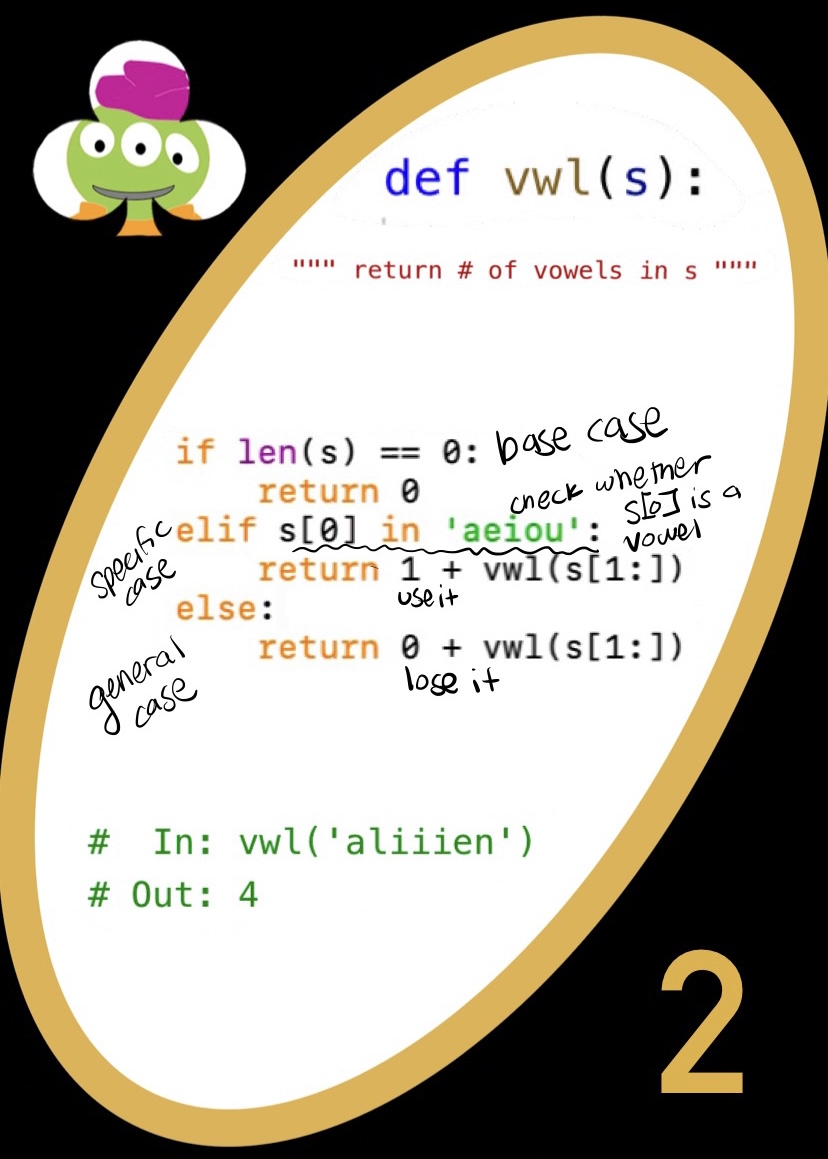 def vwl(s):
""" return # of vowels in s """
if len(s) == 0: base case
return 0
check whether s[0] is a vowel
specific case
elif s[0] in 'aeiou':
return 1 + vwl(s[1:])
use it
else:
general case
return 0 + vwl(s[1:])
lose it
# In: vwl('aliiien')
# Out: 4
2